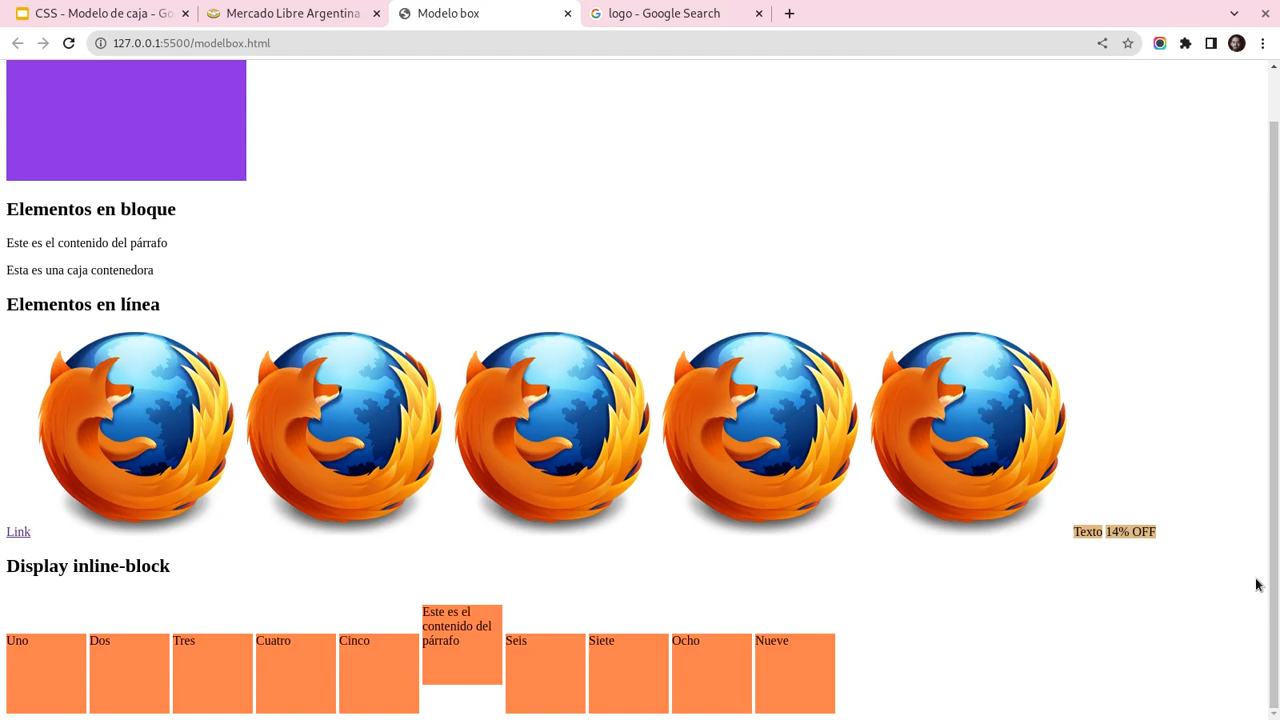 CSS - Modelo de caja - Go
Mercado Libre Argentina
Modelo box
logo - Google Search
127.0.0.1:5500/modelbox.html
Elementos en bloque
Este es el contenido del párrafo
Esta es una caja contenedora
Elementos en línea
Link Texto 14% OFF
Display inline-block
Este es el
contenido del
párrafo
Uno Dos Tres Cuatro Cinco Seis Siete Ocho Nueve